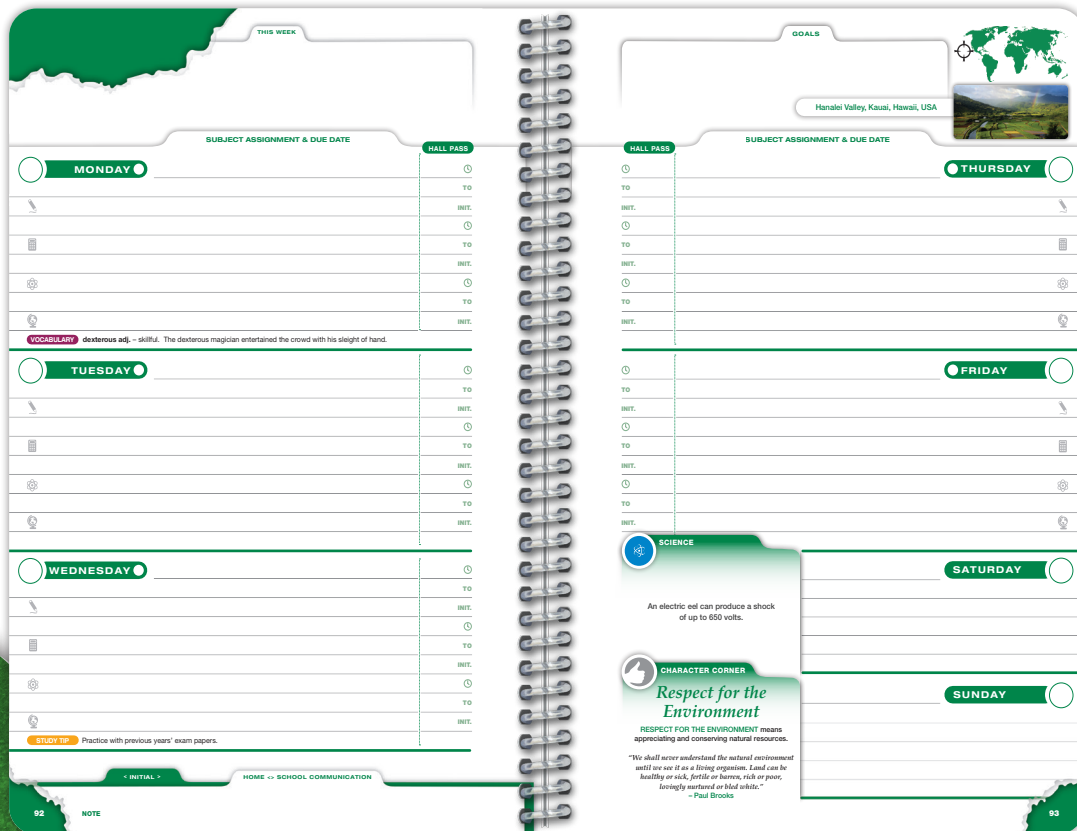 THIS WEEK
SUBJECT ASSIGNMENT & DUE DATE
HALL PASS
MONDAY
TO
INIT.
TO
INIT.
TO
INIT.
VOCABULARY dexterous adj. – skillful. The dexterous magician entertained the crowd with his sleight of hand.
TUESDAY
TO
INIT.
TO
INIT.
TO
INIT.
WEDNESDAY
TO
INIT.
TO
INIT.
TO
INIT.
STUDY TIP Practice with previous years' exam papers.
< INITIAL >
HOME <> SCHOOL COMMUNICATION
92
NOTE
GOALS
Hanalei Valley, Kauai, Hawaii, USA
SUBJECT ASSIGNMENT & DUE DATE
HALL PASS
THURSDAY
TO
INIT.
TO
INIT.
TO
INIT.
FRIDAY
TO
INIT.
TO
INIT.
TO
INIT.
SCIENCE
An electric eel can produce a shock
of up to 650 volts.
SATURDAY
CHARACTER CORNER
Respect for the
Environment
RESPECT FOR THE ENVIRONMENT means
appreciating and conserving natural resources.
"We shall never understand the natural environment
until we see it as a living organism. Land can be
healthy or sick, fertile or barren, rich or poor,
lovingly nurtured or bled white."
– Paul Brooks
SUNDAY
93